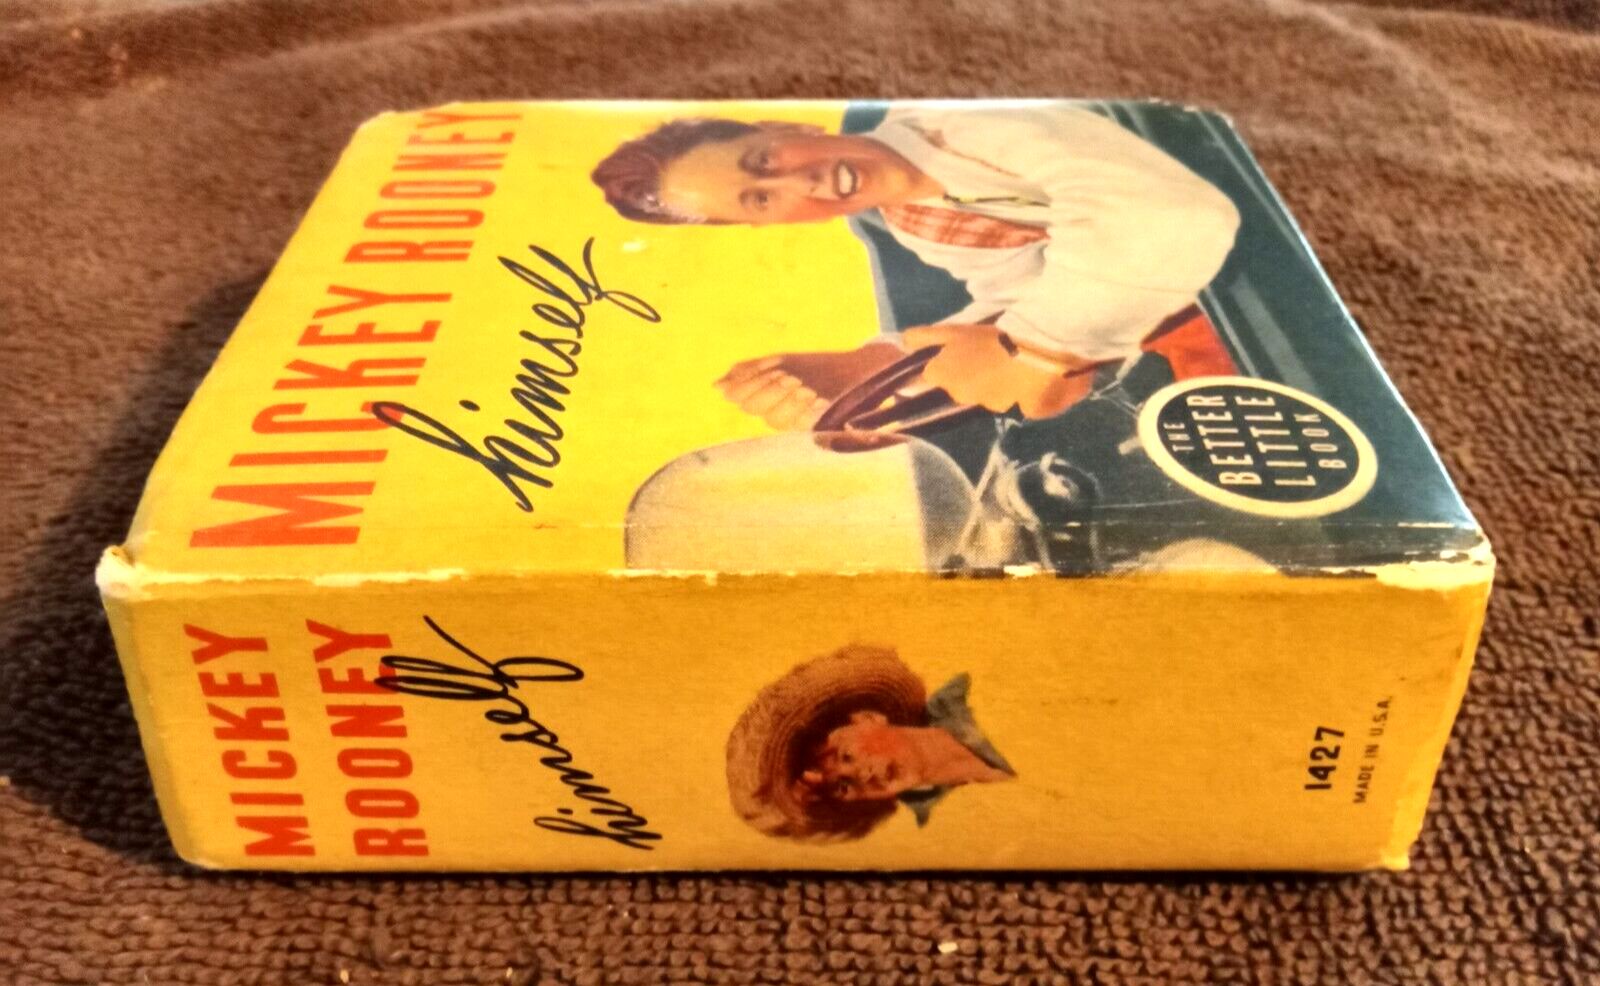 MICKEY ROONEY
himself
THE
BETTER
LITTLE
BOOK
MICKEY
ROONEY
himself
1427
MADE IN U.S.A.